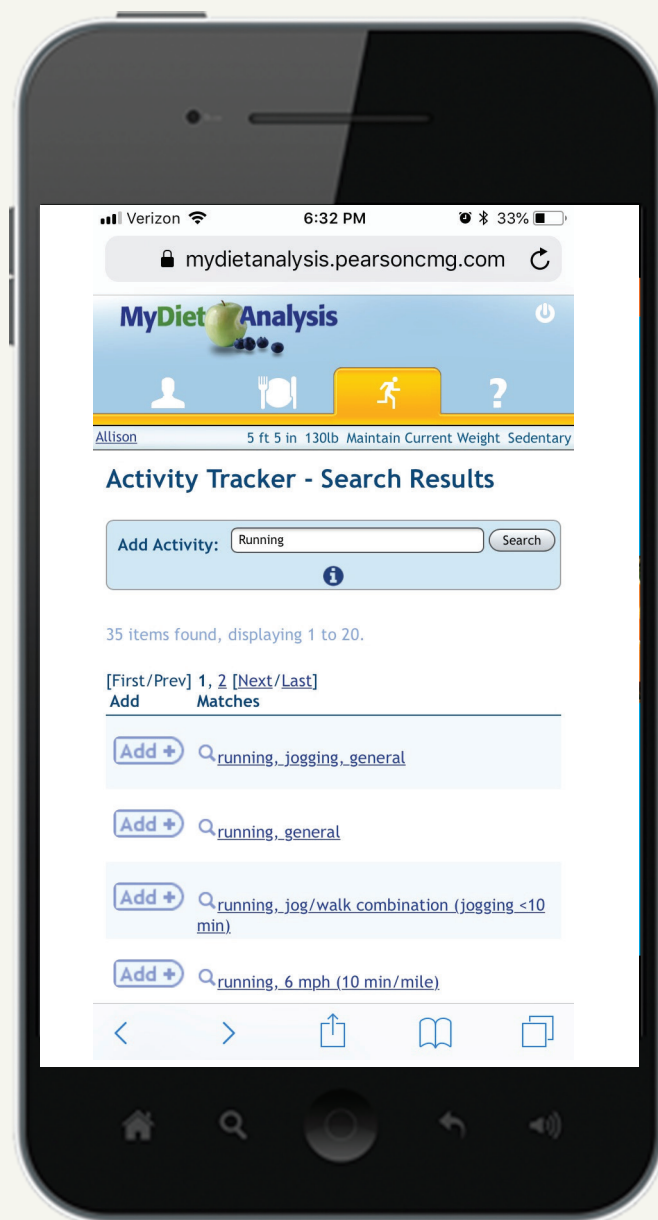 Verizon 6:32 PM 33%
mydietanalysis.pearsoncmg.com
MyDiet Analysis
?
Allison 5 ft 5 in 130lb Maintain Current Weight Sedentary
Activity Tracker - Search Results
Add Activity: Running Search
i
35 items found, displaying 1 to 20.
[First/Prev] 1, 2 [Next/Last]
Add Matches
Add + running, jogging, general
Add + running, general
Add + running, jog/walk combination (jogging <10
min)
Add + running, 6 mph (10 min/mile)